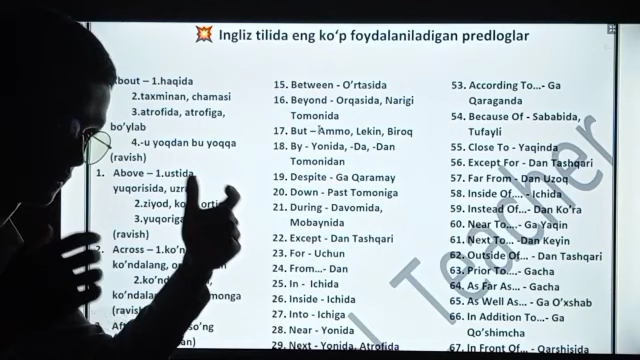 Ingliz tilida eng ko‘p foydalaniladigan predloglar
About – 1.haqida
2.taxminan, chamasi
3.atrofida, atrofiga,
bo’ylab
4.-u yoqdan bu yoqqa
(ravish)
1. Above – 1.ustida,
yuqorisida,
2.ziyod,
3.yuqoriga
(ravish)
2. Across – 1.ko’n
ko’ndalang,
2.ko’nd
ko’ndala
15. Between - O’rtasida
16. Beyond - Orqasida, Narigi
Tomonida
17. But – Ammo, Lekin, Biroq
18. By - Yonida, -Da, -Dan
Tomonidan
19. Despite - Ga Qaramay
20. Down - Past Tomoniga
21. During - Davomida,
Mobaynida
22. Except - Dan Tashqari
23. For - Uchun
24. From...- Dan
25. In - Ichida
26. Inside - Ichida
27. Into - Ichiga
28. Near - Yonida
29. Next - Yonida, Atrofida
53. According To...- Ga
Qaraganda
54. Because Of - Sababida,
Tufayli
55. Close To - Yaqinda
56. Except For - Dan Tashqari
57. Far From - Dan Uzoq
58. Inside Of... - Ichida
59. Instead Of...- Dan Ko’ra
60. Near To...- Ga Yaqin
61. Next To... -Dan Keyin
62. Outside Of... - Dan Tashqari
63. Prior To...- Gacha
64. As Far As... - Gacha
65. As Well As... - Ga O’xshab
66. In Addition To... - Ga
Qo’shimcha
67. In Front Of... - Qarshisida
Teacher